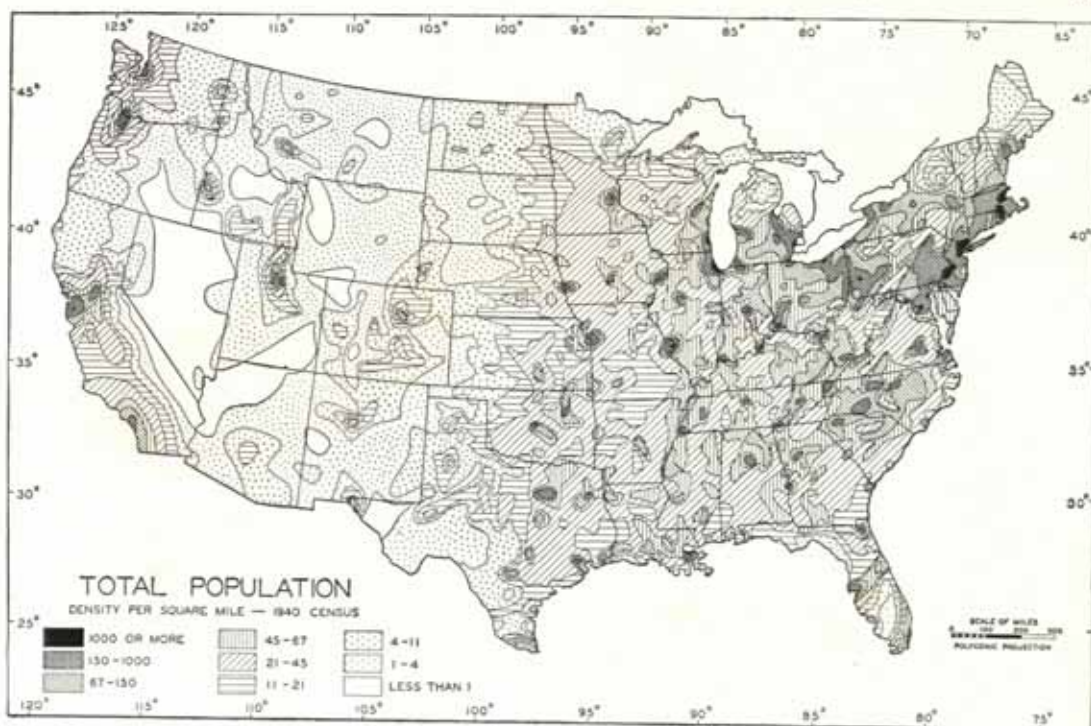 125° 120° 115° 110° 105° 100° 95° 90° 85° 80° 75° 70° 65°
45° 45°
40° 40°
35° 35°
30° 30°
25° 25°
TOTAL POPULATION
DENSITY PER SQUARE MILE — 1940 CENSUS
1000 OR MORE 45-67 4-11
130-1000 21-45 1-4
67-130 11-21 LESS THAN 1
SCALE OF MILES
0 100
POLYCONIC PROJECTION
120° 115° 110° 105° 100° 95° 90° 85° 80° 75°